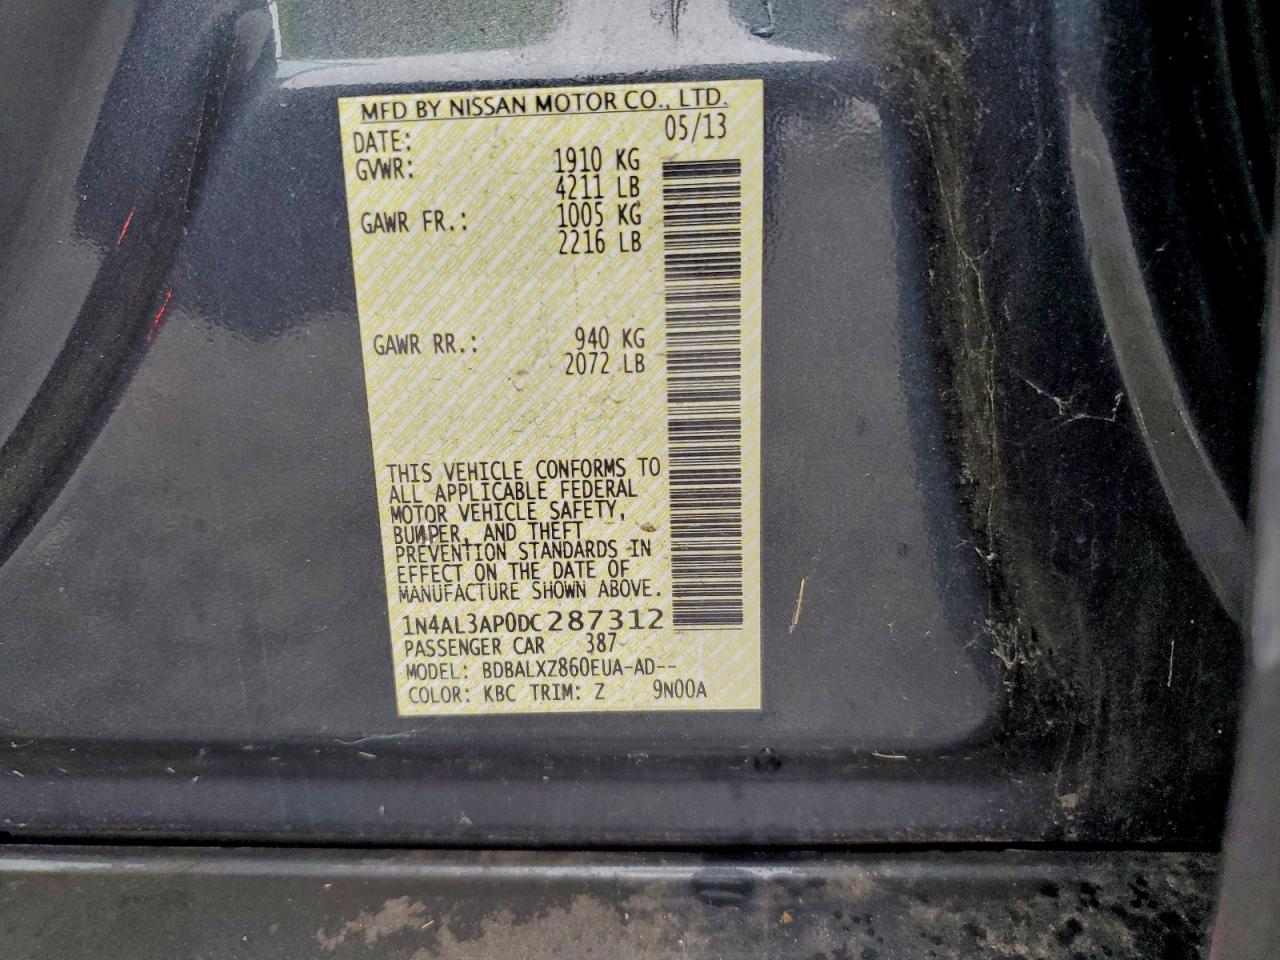 MFD BY NISSAN MOTOR CO., LTD.
DATE: 05/13
GVWR: 1910 KG
4211 LB
GAWR FR.: 1005 KG
2216 LB
GAWR RR.: 940 KG
2072 LB
THIS VEHICLE CONFORMS TO
ALL APPLICABLE FEDERAL
MOTOR VEHICLE SAFETY,
BUMPER, AND THEFT
PREVENTION STANDARDS IN
EFFECT ON THE DATE OF
MANUFACTURE SHOWN ABOVE.
1N4AL3AP0DC287312
PASSENGER CAR 387
MODEL: BDBALXZ860EUA-AD--
COLOR: KBC TRIM: Z 9N00A